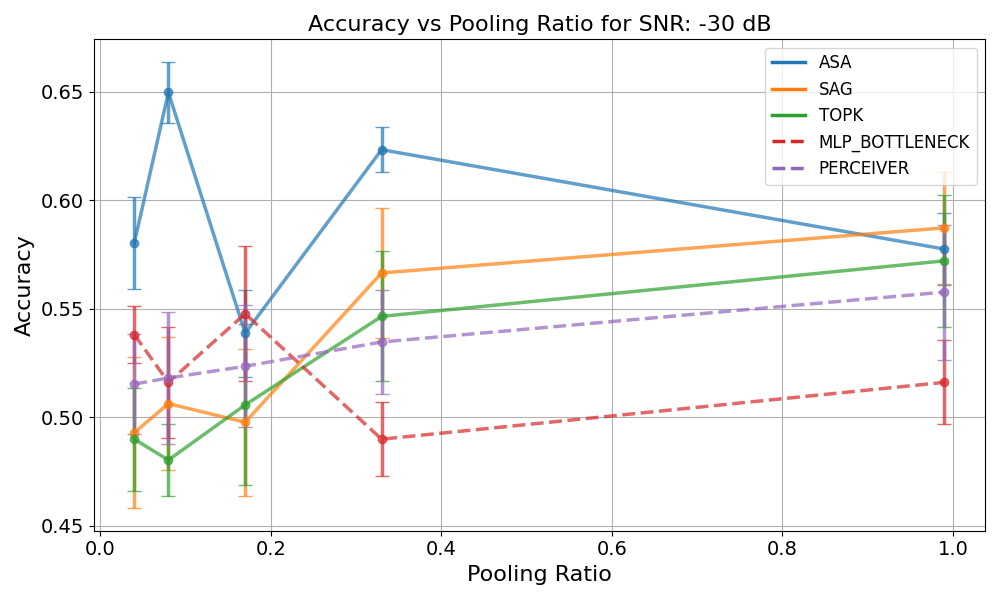 Accuracy vs Pooling Ratio for SNR: -30 dB
ASA
SAG
TOPK
MLP_BOTTLENECK
PERCEIVER
Accuracy
0.65
0.60
0.55
0.50
0.45
0.0 0.2 0.4 0.6 0.8 1.0
Pooling Ratio